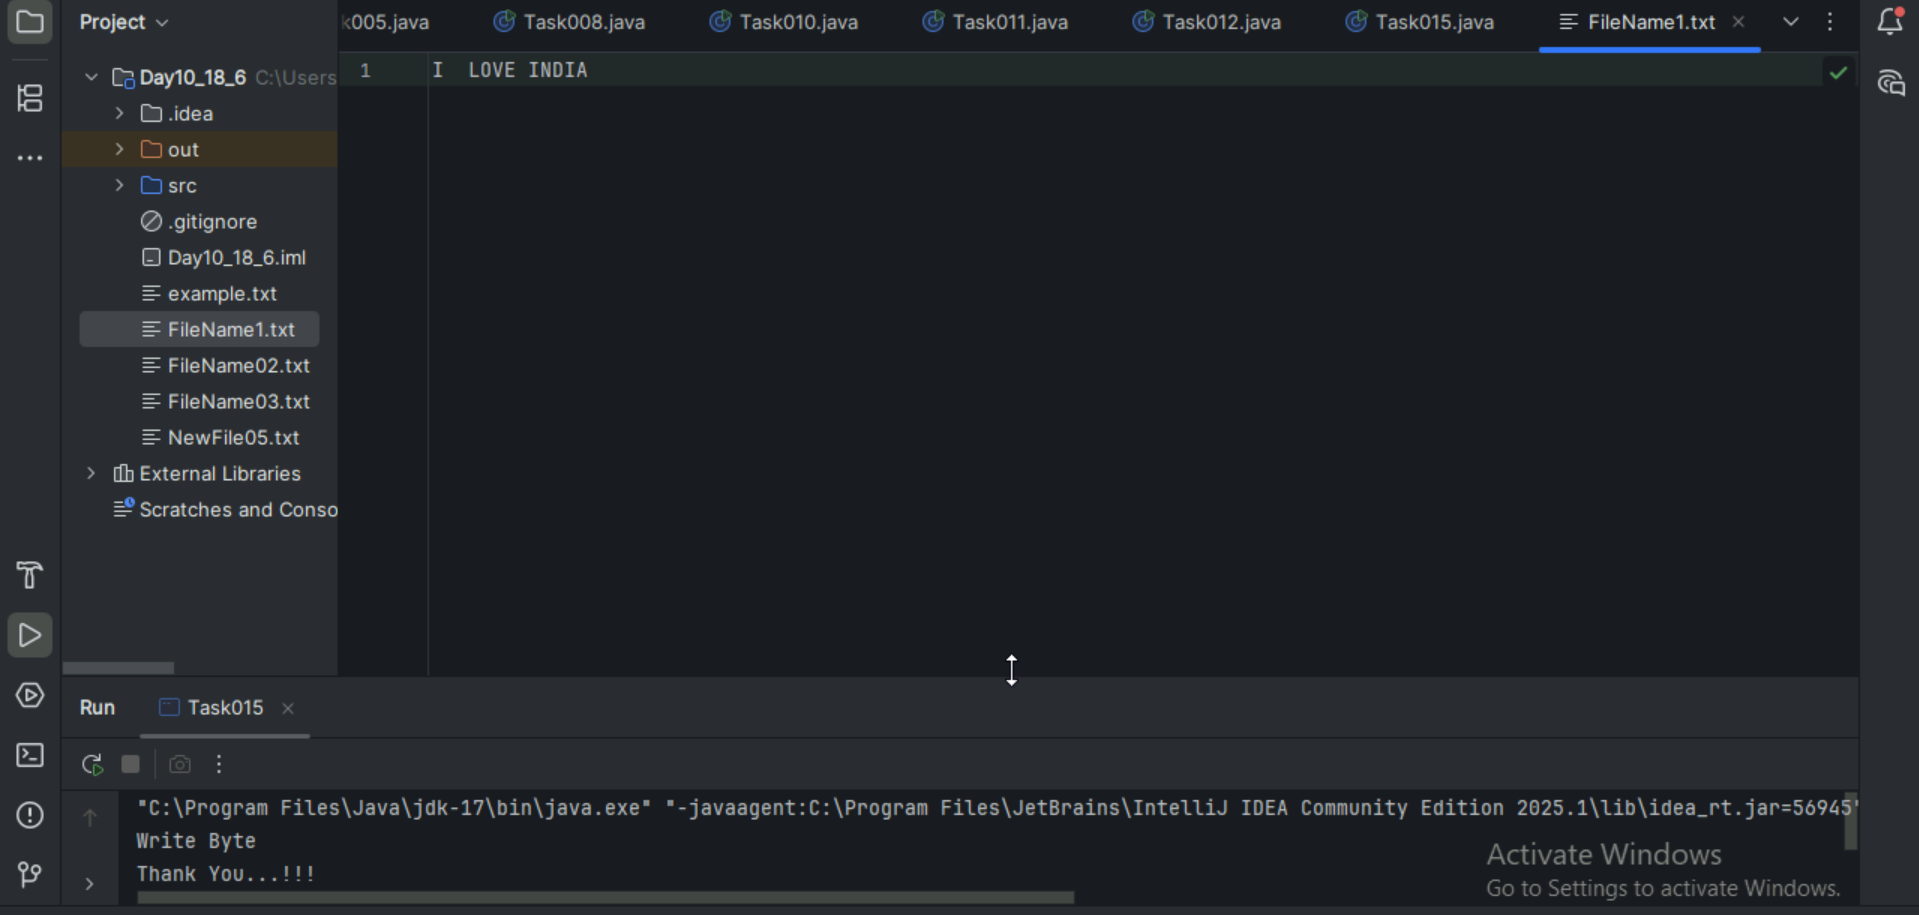 Project
k005.java Task008.java Task010.java Task011.java Task012.java Task015.java FileName1.txt
Day10_18_6 C:\Users
.idea
out
src
.gitignore
Day10_18_6.iml
example.txt
FileName1.txt
FileName02.txt
FileName03.txt
NewFile05.txt
External Libraries
Scratches and Conso
1 I  LOVE INDIA
Run Task015
"C:\Program Files\Java\jdk-17\bin\java.exe" "-javaagent:C:\Program Files\JetBrains\IntelliJ IDEA Community Edition 2025.1\lib\idea_rt.jar=56945"
Write Byte
Thank You...!!!
Activate Windows
Go to Settings to activate Windows.